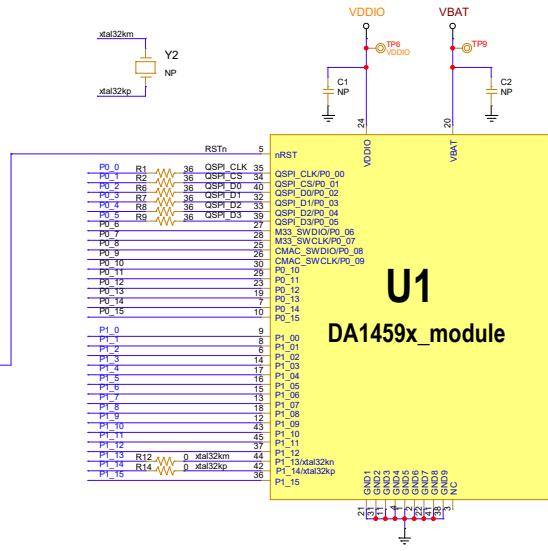 VDDIO VBAT
xtal32km
Y2
NP
xtal32kp
TP6
VDDIO
TP9
C1
NP
C2
NP
24 VDDIO
20 VBAT
RSTn 5 nRST
P0_0 R1 36 QSPI_CLK 35 QSPI_CLK/P0_00
P0_1 R2 36 QSPI_CS 34 QSPI_CS/P0_01
P0_2 R6 36 QSPI_D0 40 QSPI_D0/P0_02
P0_3 R7 36 QSPI_D1 32 QSPI_D1/P0_03
P0_4 R8 36 QSPI_D2 33 QSPI_D2/P0_04
P0_5 R9 36 QSPI_D3 39 QSPI_D3/P0_05
P0_6 27 M33_SWDIO/P0_06
P0_7 28 M33_SWCLK/P0_07
P0_8 25 CMAC_SWDIO/P0_08
P0_9 26 CMAC_SWCLK/P0_09
P0_10 30 P0_10
P0_11 29 P0_11
P0_12 23 P0_12
P0_13 19 P0_13
P0_14 7 P0_14
P0_15 10 P0_15
U1
DA1459x_module
P1_0 9 P1_00
P1_1 8 P1_01
P1_2 6 P1_02
P1_3 14 P1_03
P1_4 17 P1_04
P1_5 16 P1_05
P1_6 15 P1_06
P1_7 13 P1_07
P1_8 18 P1_08
P1_9 12 P1_09
P1_10 43 P1_10
P1_11 45 P1_11
P1_12 37 P1_12
P1_13 R12 0 xtal32km 44 P1_13/xtal32kn
P1_14 R14 0 xtal32kp 42 P1_14/xtal32kp
P1_15 36 P1_15
GND1 GND2 GND3 GND4 GND5 GND6 GND7 GND8 GND9 NC
21 31 11 4 1 2 22 41 38 3